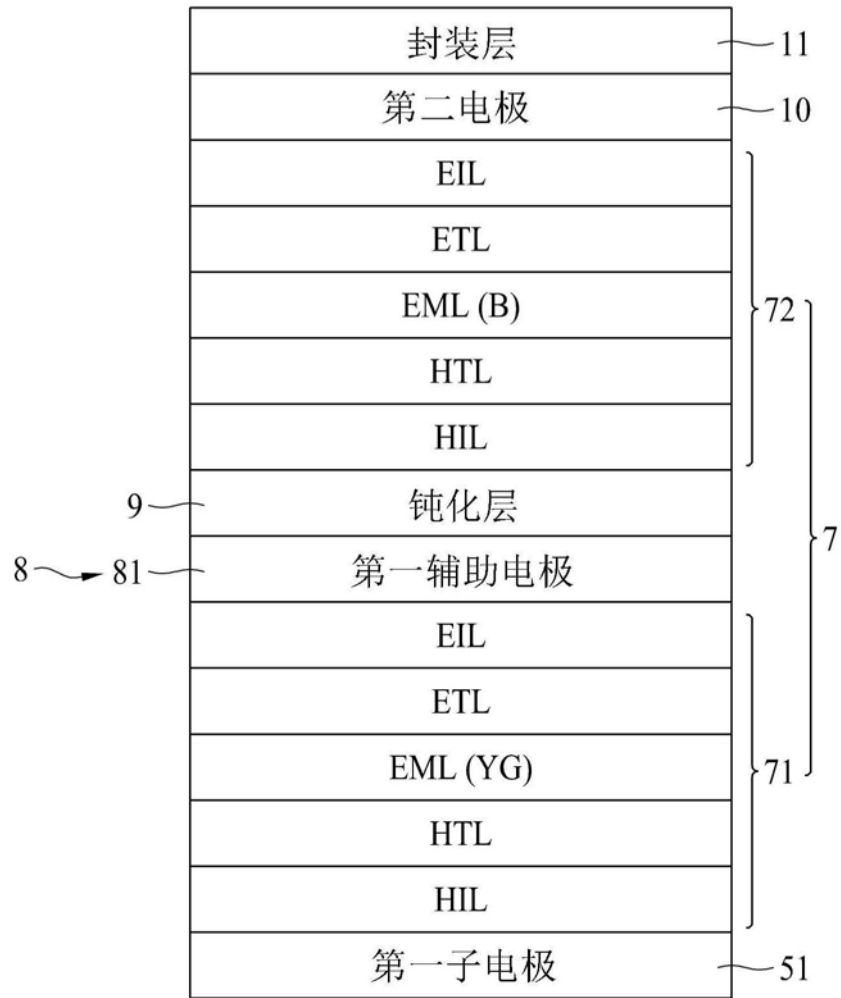 封装层 11
第二电极 10
EIL
ETL
EML (B) 72
HTL
HIL
9 钝化层
7
8 81 第一辅助电极
EIL
ETL
EML (YG) 71
HTL
HIL
第一子电极 51